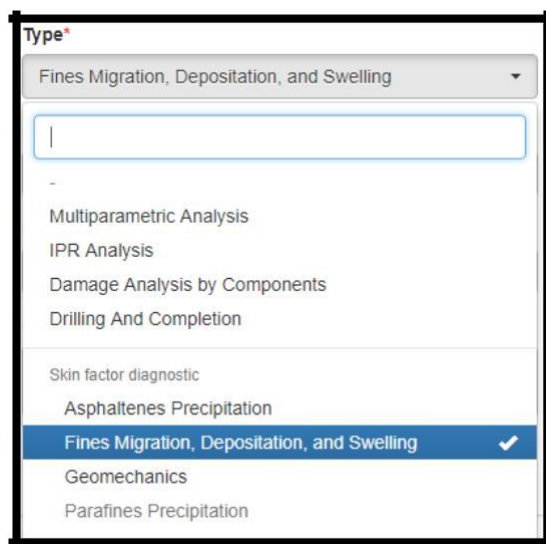 Type*
Fines Migration, Depositation, and Swelling
-
Multiparametric Analysis
IPR Analysis
Damage Analysis by Components
Drilling And Completion
Skin factor diagnostic
Asphaltenes Precipitation
Fines Migration, Depositation, and Swelling
Geomechanics
Parafines Precipitation